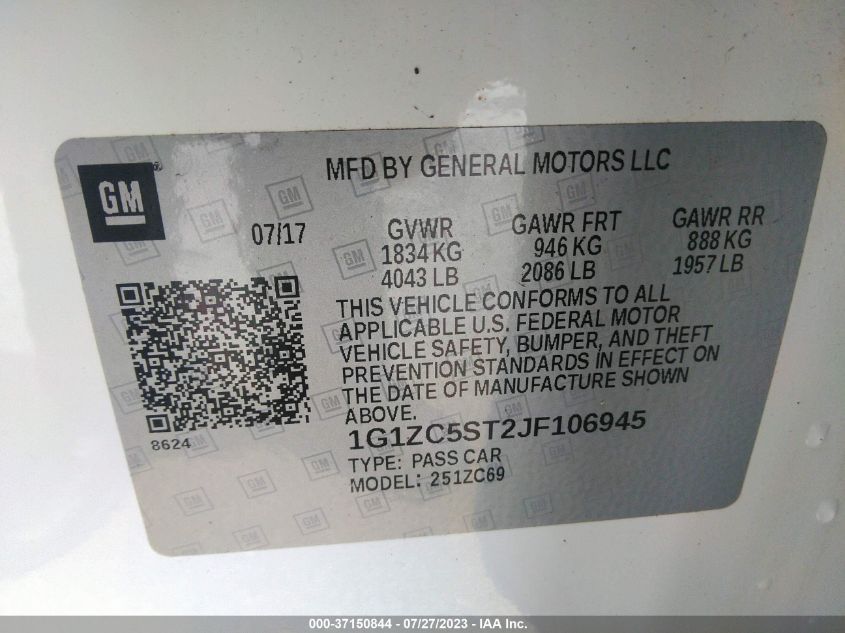 GM
MFD BY GENERAL MOTORS LLC
07/17
GVWR GAWR FRT GAWR RR
1834 KG 946 KG 888 KG
4043 LB 2086 LB 1957 LB
THIS VEHICLE CONFORMS TO ALL
APPLICABLE U.S. FEDERAL MOTOR
VEHICLE SAFETY, BUMPER, AND THEFT
PREVENTION STANDARDS IN EFFECT ON
THE DATE OF MANUFACTURE SHOWN
ABOVE.
8624
1G1ZC5ST2JF106945
TYPE: PASS CAR
MODEL: 251ZC69
000-37150844 - 07/27/2023 - IAA Inc.